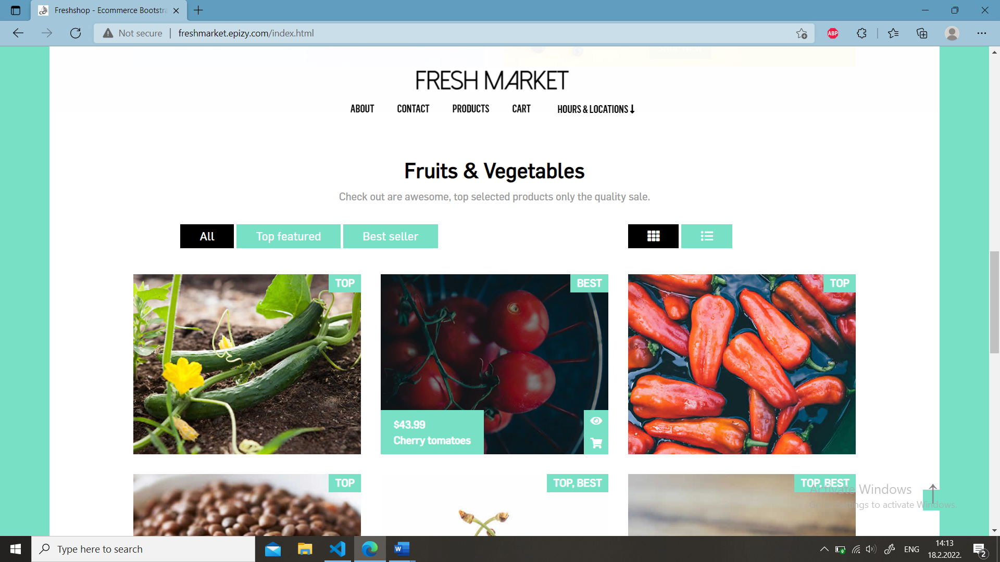 Freshshop - Ecommerce Bootstra
Not secure
freshmarket.epizy.com/index.html
ABP
FRESH MARKET
ABOUT CONTACT PRODUCTS CART HOURS & LOCATIONS
Fruits & Vegetables
Check out are awesome, top selected products only the quality sale.
All
Top featured
Best seller
TOP
BEST
TOP
$43.99
Cherry tomatoes
TOP
TOP, BEST
TOP, BEST
Activate Windows
Go to Settings to activate Windows.
Type here to search
W
ENG
14:13
18.2.2022.
2